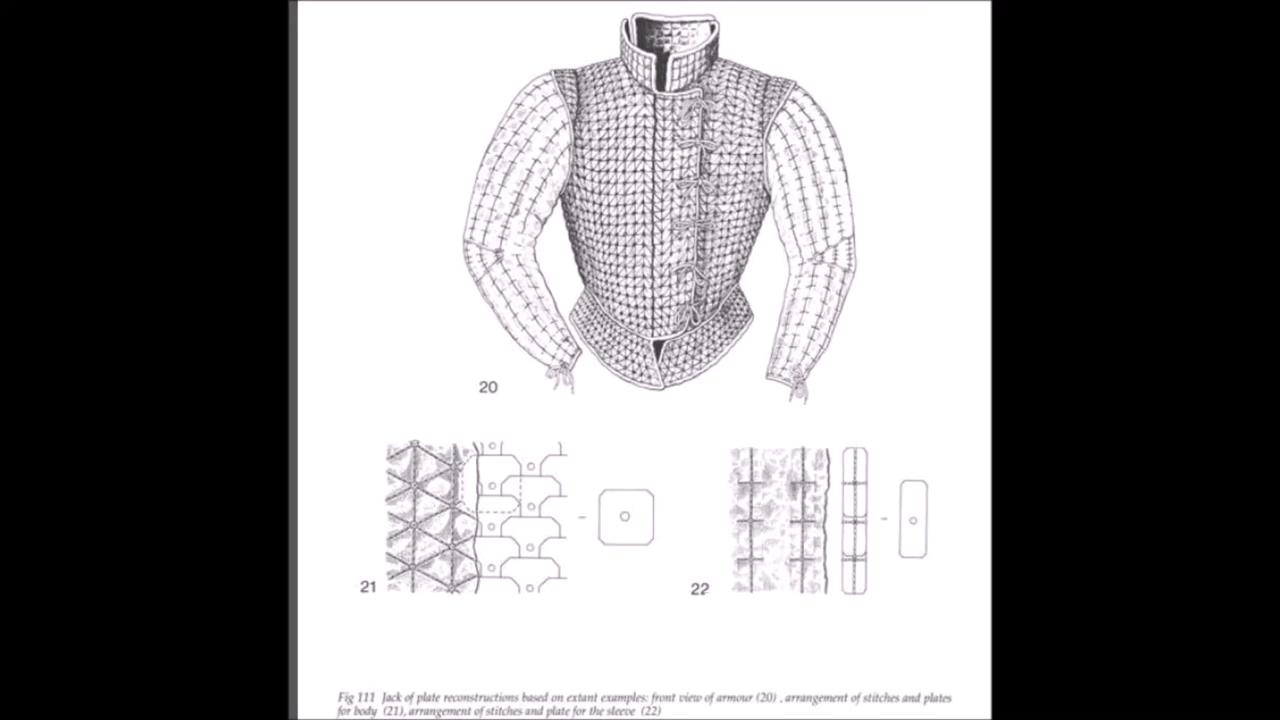 20
21
22
Fig 111 Jack of plate reconstructions based on extant examples: front view of armour (20) , arrangement of stitches and plates
for body (21), arrangement of stitches and plate for the sleeve (22)